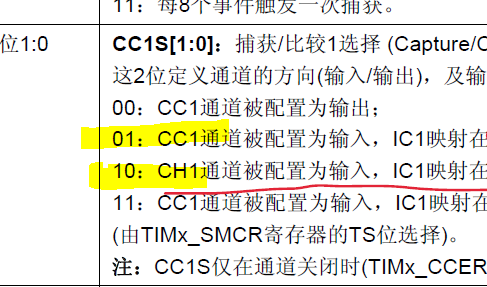 11：每8个事件触发一次捕获。
位1:0
CC1S[1:0]：捕获/比较1选择 (Capture/C
这2位定义通道的方向(输入/输出)，及输
00：CC1通道被配置为输出；
01：CC1通道被配置为输入，IC1映射在
10：CH1通道被配置为输入，IC1映射在
11：CC1通道被配置为输入，IC1映射在
(由TIMx_SMCR寄存器的TS位选择)。
注：CC1S仅在通道关闭时(TIMx_CCER